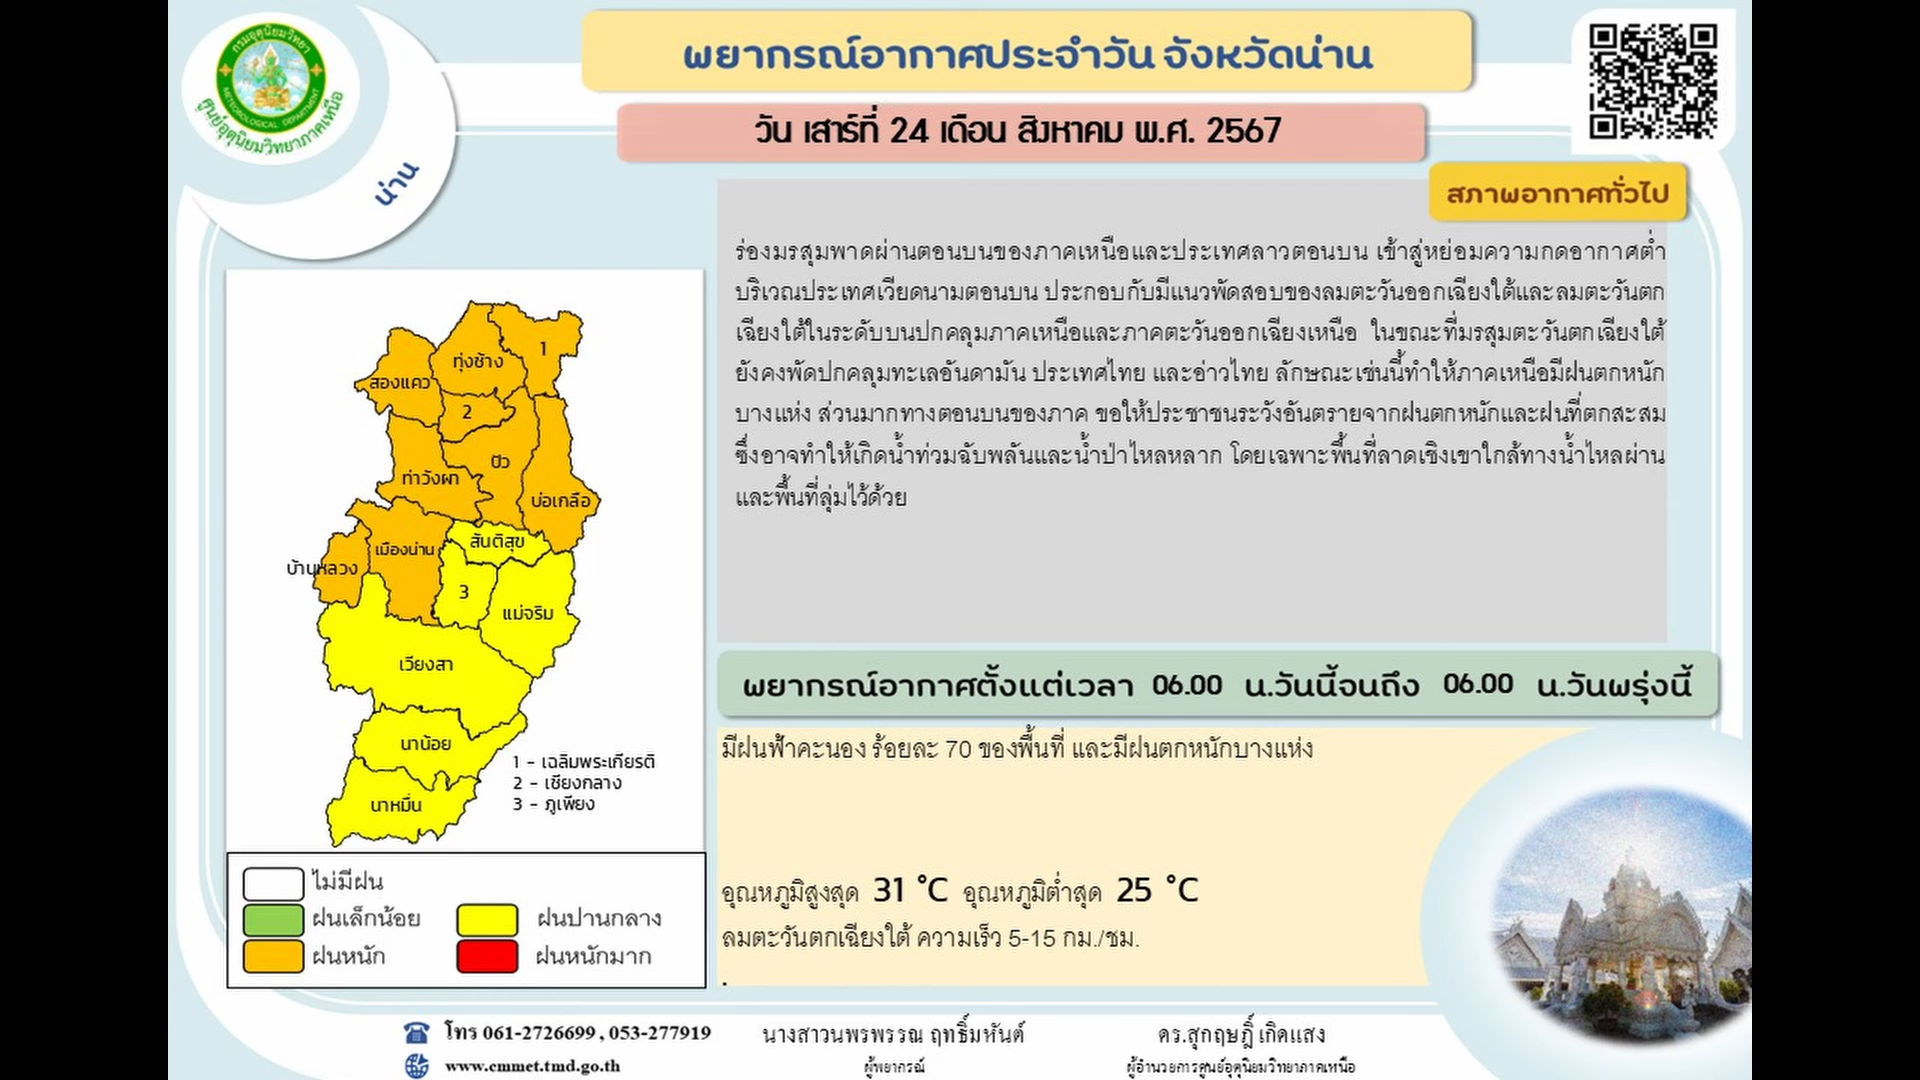 พยากรณ์อากาศประจำวัน จังหวัดน่าน
วัน เสาร์ที่ 24 เดือน สิงหาคม พ.ศ. 2567
กรมอุตุนิยมวิทยา
METEOROLOGICAL DEPARTMENT
ศูนย์อุตุนิยมวิทยาภาคเหนือ
น่าน
สภาพอากาศทั่วไป
ร่องมรสุมพาดผ่านตอนบนของภาคเหนือและประเทศลาวตอนบน เข้าสู่หย่อมความกดอากาศต่ำ
บริเวณประเทศเวียดนามตอนบน ประกอบกับมีแนวพัดสอบของลมตะวันออกเฉียงใต้และลมตะวันตก
เฉียงใต้ในระดับบนปกคลุมภาคเหนือและภาคตะวันออกเฉียงเหนือ ในขณะที่มรสุมตะวันตกเฉียงใต้
ยังคงพัดปกคลุมทะเลอันดามัน ประเทศไทย และอ่าวไทย ลักษณะเช่นนี้ทำให้ภาคเหนือมีฝนตกหนัก
บางแห่ง ส่วนมากทางตอนบนของภาค ขอให้ประชาชนระวังอันตรายจากฝนตกหนักและฝนที่ตกสะสม
ซึ่งอาจทำให้เกิดน้ำท่วมฉับพลันและน้ำป่าไหลหลาก โดยเฉพาะพื้นที่ลาดเชิงเขาใกล้ทางน้ำไหลผ่าน
และพื้นที่ลุ่มไว้ด้วย
1
ทุ่งช้าง
สองแคว
2
ปัว
ท่าวังผา
บ่อเกลือ
สันติสุข
เมืองน่าน
บ้านหลวง
3
แม่จริม
เวียงสา
นาน้อย
นาหมื่น
1 - เฉลิมพระเกียรติ
2 - เชียงกลาง
3 - ภูเพียง
ไม่มีฝน
ฝนเล็กน้อย
ฝนปานกลาง
ฝนหนัก
ฝนหนักมาก
พยากรณ์อากาศตั้งแต่เวลา 06.00 น.วันนี้จนถึง 06.00 น.วันพรุ่งนี้
มีฝนฟ้าคะนอง ร้อยละ 70 ของพื้นที่ และมีฝนตกหนักบางแห่ง
อุณหภูมิสูงสุด 31 °C อุณหภูมิต่ำสุด 25 °C
ลมตะวันตกเฉียงใต้ ความเร็ว 5-15 กม./ชม.
.
โทร 061-2726699 , 053-277919
www.cmmet.tmd.go.th
นางสาวนพรพรรณ ฤทธิ์มหันต์
ผู้พยากรณ์
ดร.สุกฤษฎิ์ เกิดแสง
ผู้อำนวยการศูนย์อุตุนิยมวิทยาภาคเหนือ